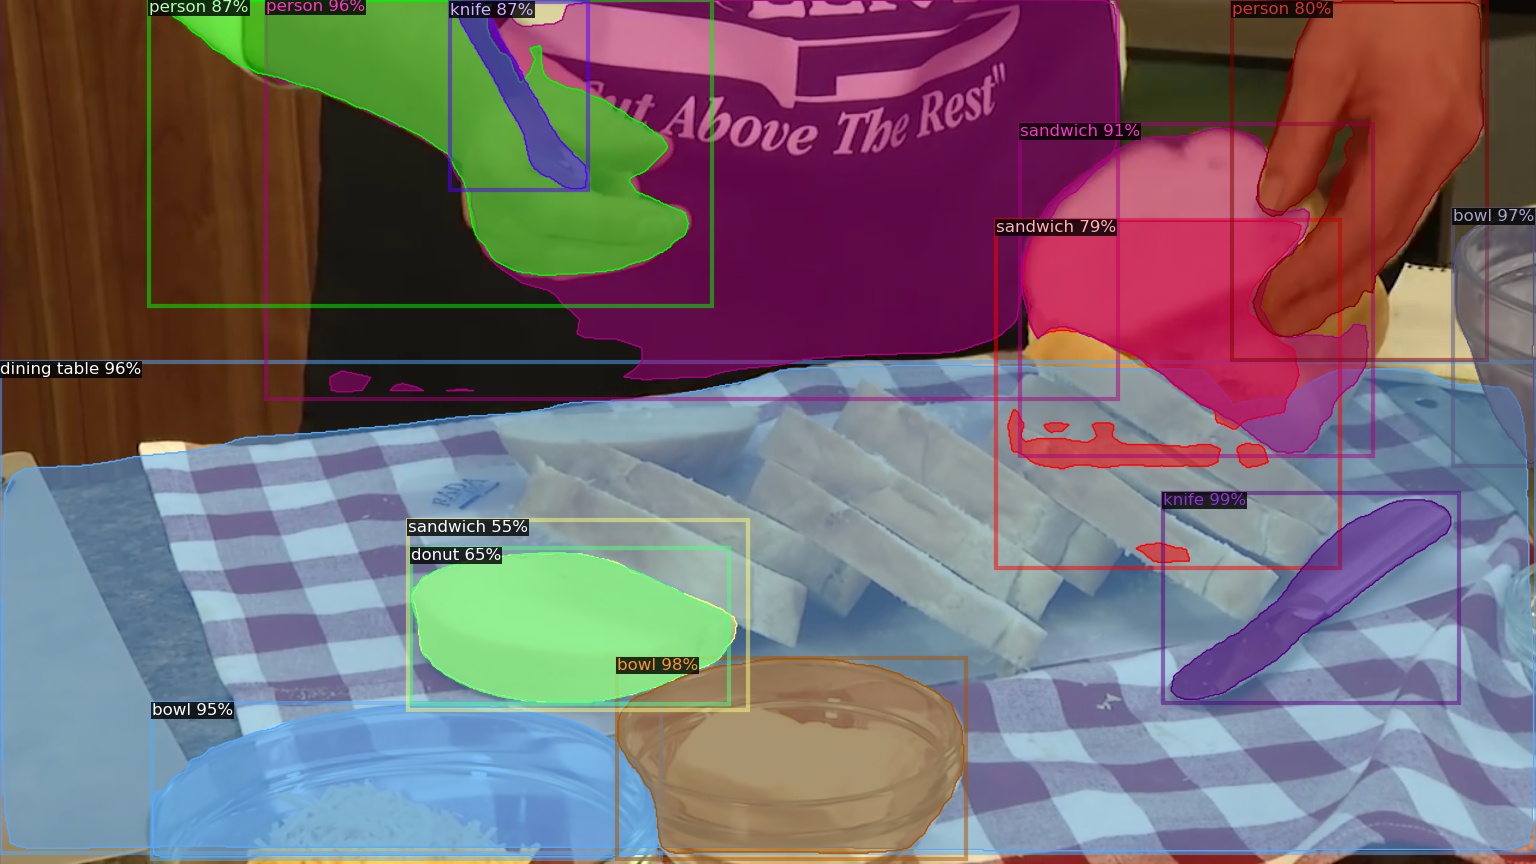 person 87%
person 96%
knife 87%
person 80%
Cut Above The Rest"
sandwich 91%
bowl 97%
sandwich 79%
dining table 96%
knife 99%
sandwich 55%
donut 65%
bowl 98%
bowl 95%